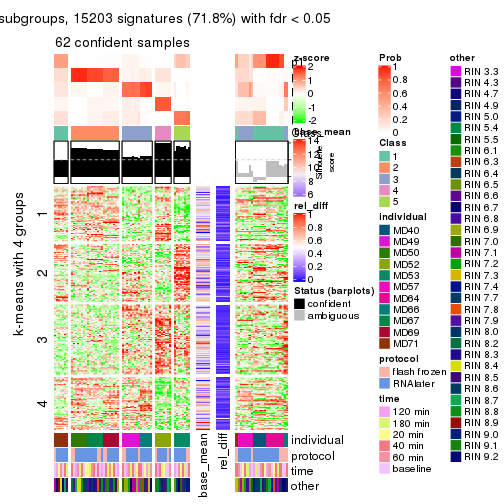 subgroups, 15203 signatures (71.8%) with fdr < 0.05
62 confident samples
k-means with 4 groups
1
2
3
4
individual
protocol
time
other
base_mean
rel_diff
z-score
2
1
0
-1
-2
base_mean
14
12
10
8
6
rel_diff
1
0.8
0.6
0.4
0.2
0
Status (barplots)
confident
ambiguous
Prob
1
0.8
0.6
0.4
0.2
0
Class
1
2
3
4
5
individual
MD40
MD49
MD50
MD52
MD53
MD57
MD64
MD66
MD67
MD69
MD71
protocol
flash frozen
RNAlater
time
120 min
180 min
20 min
40 min
60 min
baseline
other
RIN 3.3
RIN 4.3
RIN 4.7
RIN 4.9
RIN 5.0
RIN 5.4
RIN 5.5
RIN 6.1
RIN 6.3
RIN 6.4
RIN 6.5
RIN 6.6
RIN 6.7
RIN 6.8
RIN 6.9
RIN 7.0
RIN 7.1
RIN 7.2
RIN 7.3
RIN 7.4
RIN 7.7
RIN 7.8
RIN 7.9
RIN 8.0
RIN 8.2
RIN 8.3
RIN 8.4
RIN 8.5
RIN 8.6
RIN 8.7
RIN 8.8
RIN 8.9
RIN 9.0
RIN 9.1
RIN 9.2